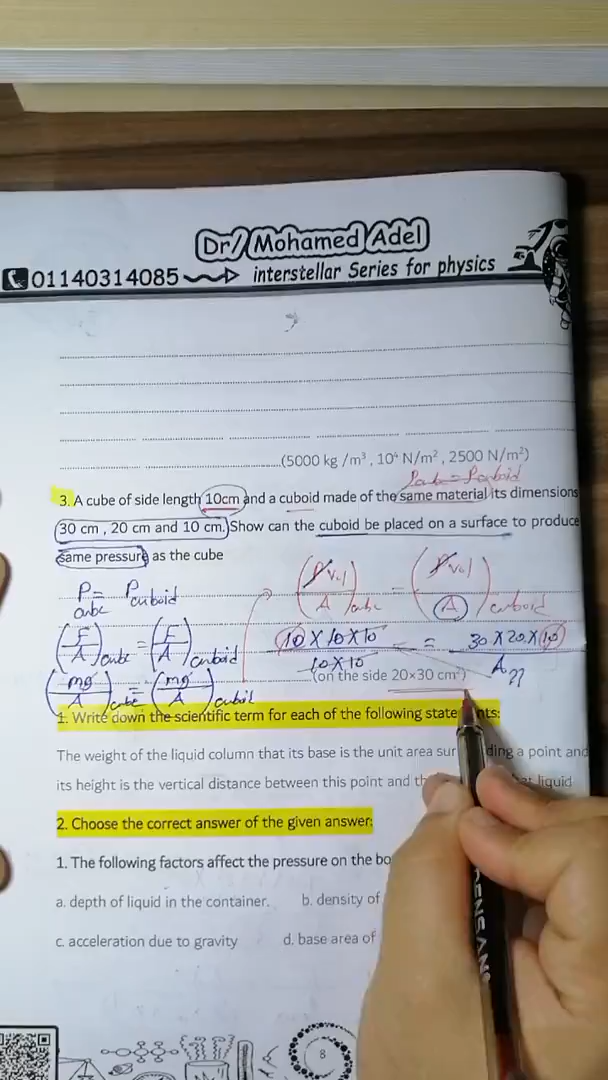 Dr/ Mohamed Adel
01140314085 interstellar Series for physics
(5000 kg /m³ , 10⁴ N/m² , 2500 N/m²)
ρcube = ρcuboid
3. A cube of side length 10cm and a cuboid made of the same material its dimensions
30 cm , 20 cm and 10 cm. Show can the cuboid be placed on a surface to produce
same pressure as the cube
P cube = P cuboid
(ρVol / A) cube = (ρVol / A) cuboid
(F / A) cube = (F / A) cuboid
10 × 10 × 10 / 10 × 10 = 30 × 20 × 10 / A ??
(mg / A) cube = (mg / A) cuboid
(on the side 20×30 cm²)
1. Write down the scientific term for each of the following
The weight of the liquid column that its base is the unit area a point and
its height is the vertical distance between this point and liquid
2. Choose the correct answer of the given answer:
1. The following factors affect the pressure on the
a. depth of liquid in the container. b. density of
c. acceleration due to gravity d. base area of
8